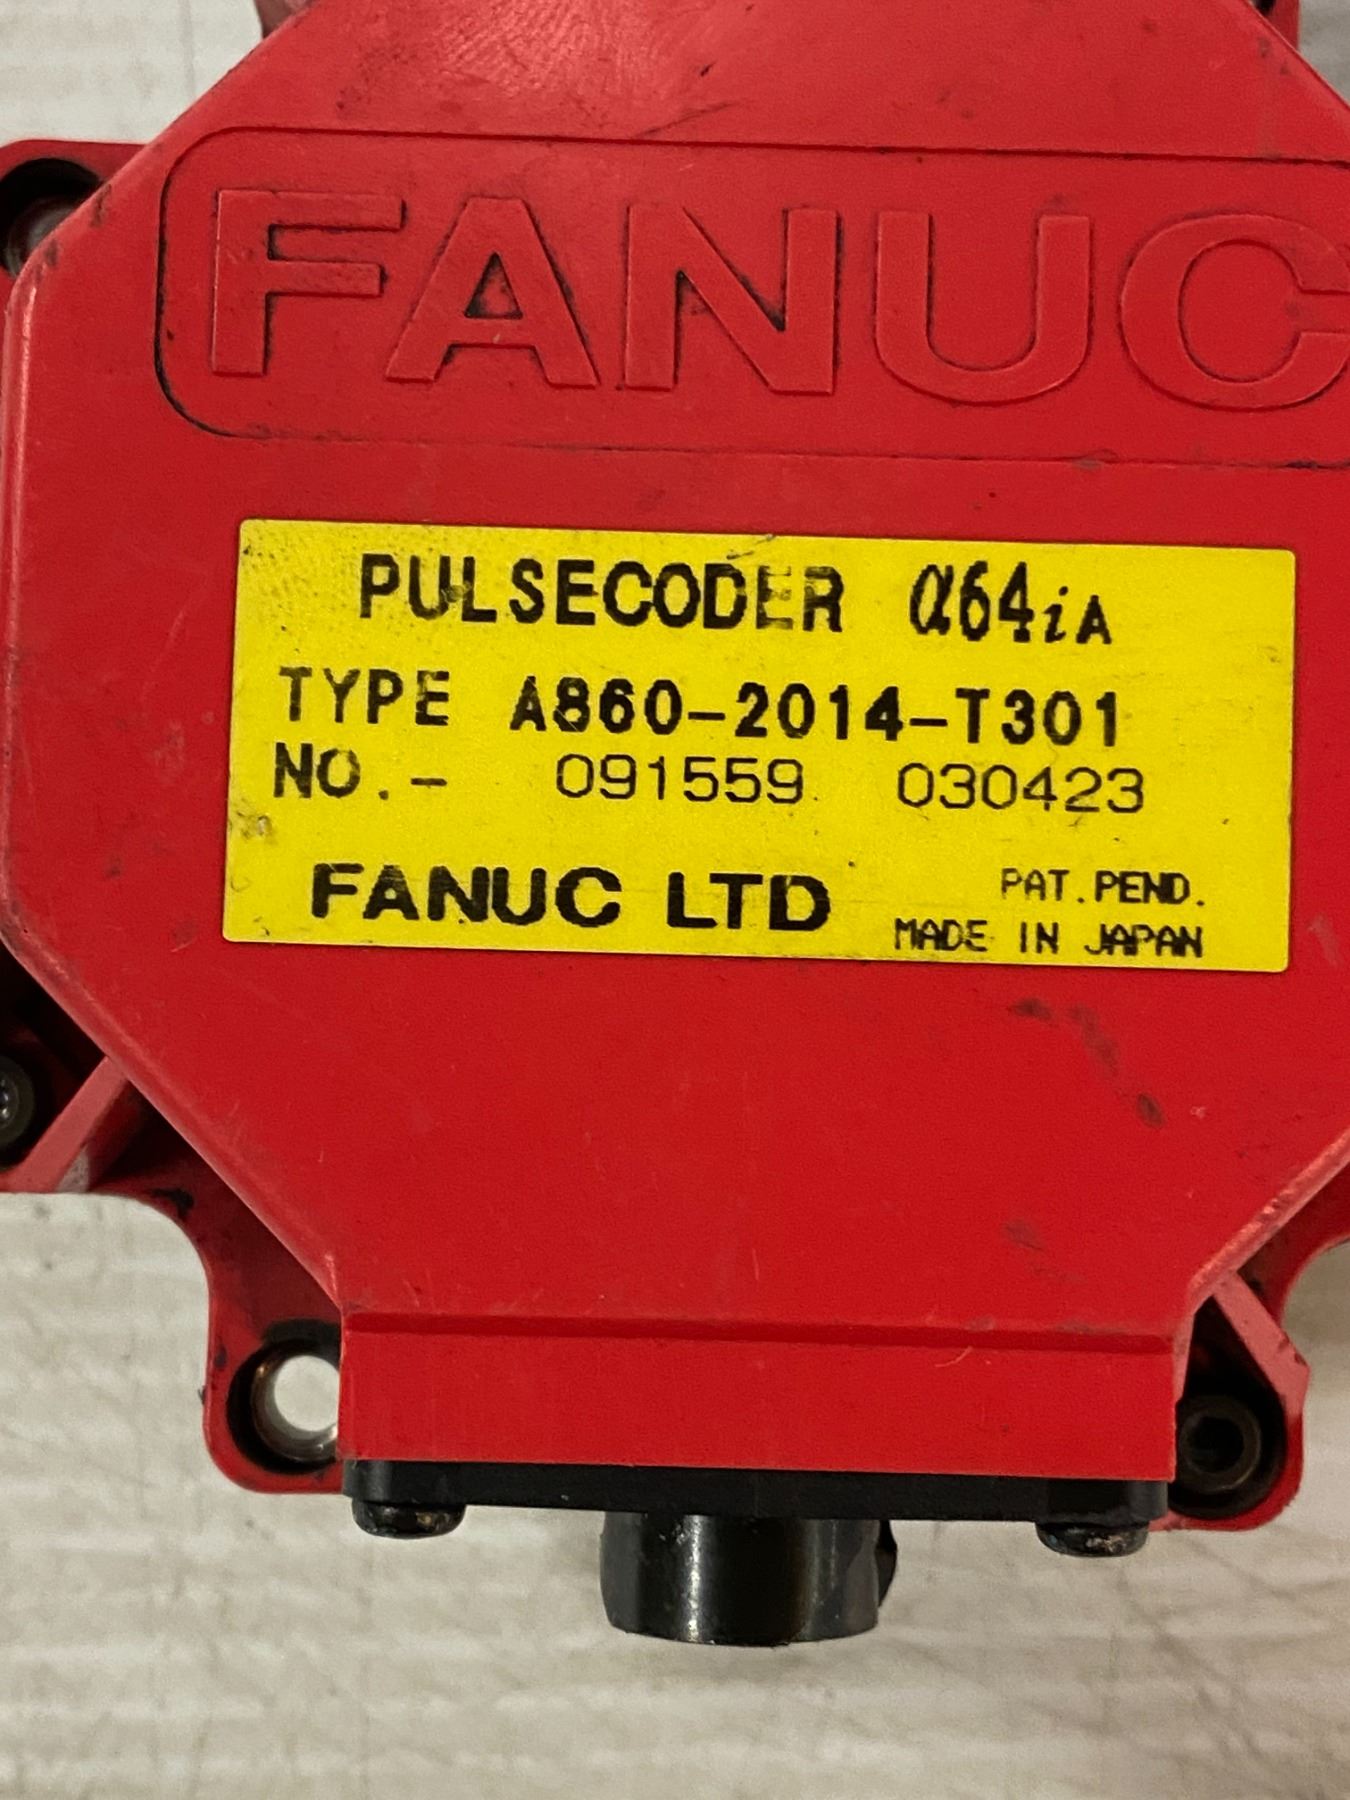 FANUC
PULSECODER α64iA
TYPE A860-2014-T301
NO.- 091559 030423
FANUC LTD PAT.PEND.
MADE IN JAPAN